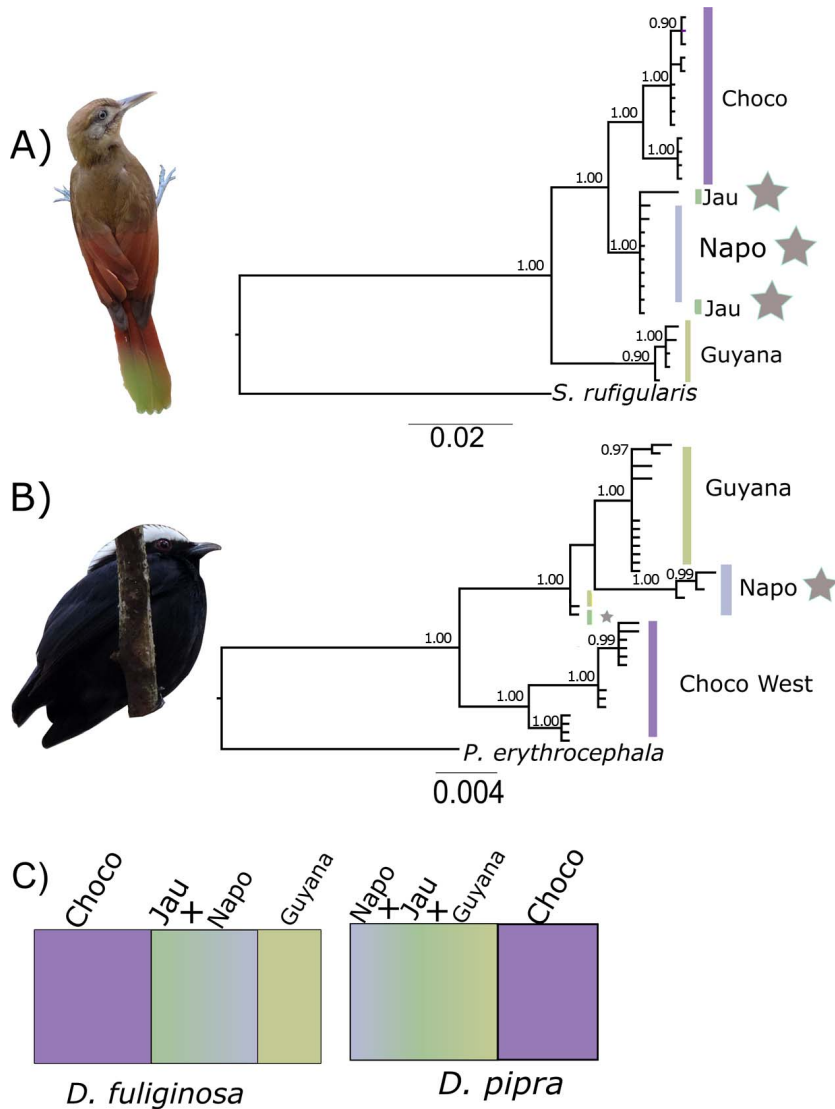 A)
0.90
1.00
Choco
1.00
1.00
Jau
1.00
Napo
1.00
Jau
1.00
0.90
Guyana
S. rufigularis
0.02
B)
0.97
1.00
Guyana
1.00
0.99
Napo
1.00
1.00
0.99
Choco West
1.00
1.00
1.00
P. erythrocephala
0.004
C)
Choco
Jau + Napo
Guyana
Napo + Jau + Guyana
Choco
D. fuliginosa
D. pipra